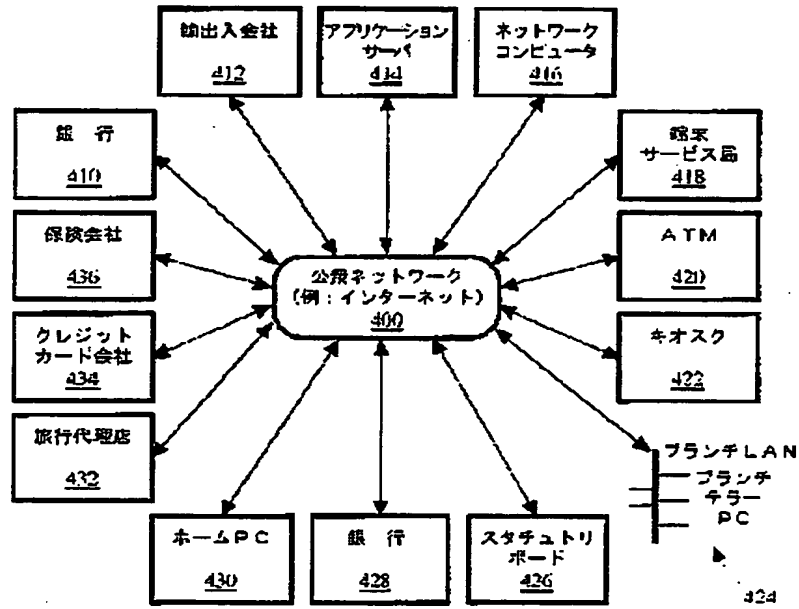 輸出入会社
412
アプリケーション
サーバ
414
ネットワーク
コンピュータ
416
銀 行
410
端末
サービス局
418
保険会社
436
公衆ネットワーク
(例:インターネット)
400
ATM
420
クレジット
カード会社
434
キオスク
422
旅行代理店
432
ブランチLAN
ブランチ
テラー
PC
424
ホームPC
430
銀 行
428
スタチュトリ
ボード
426